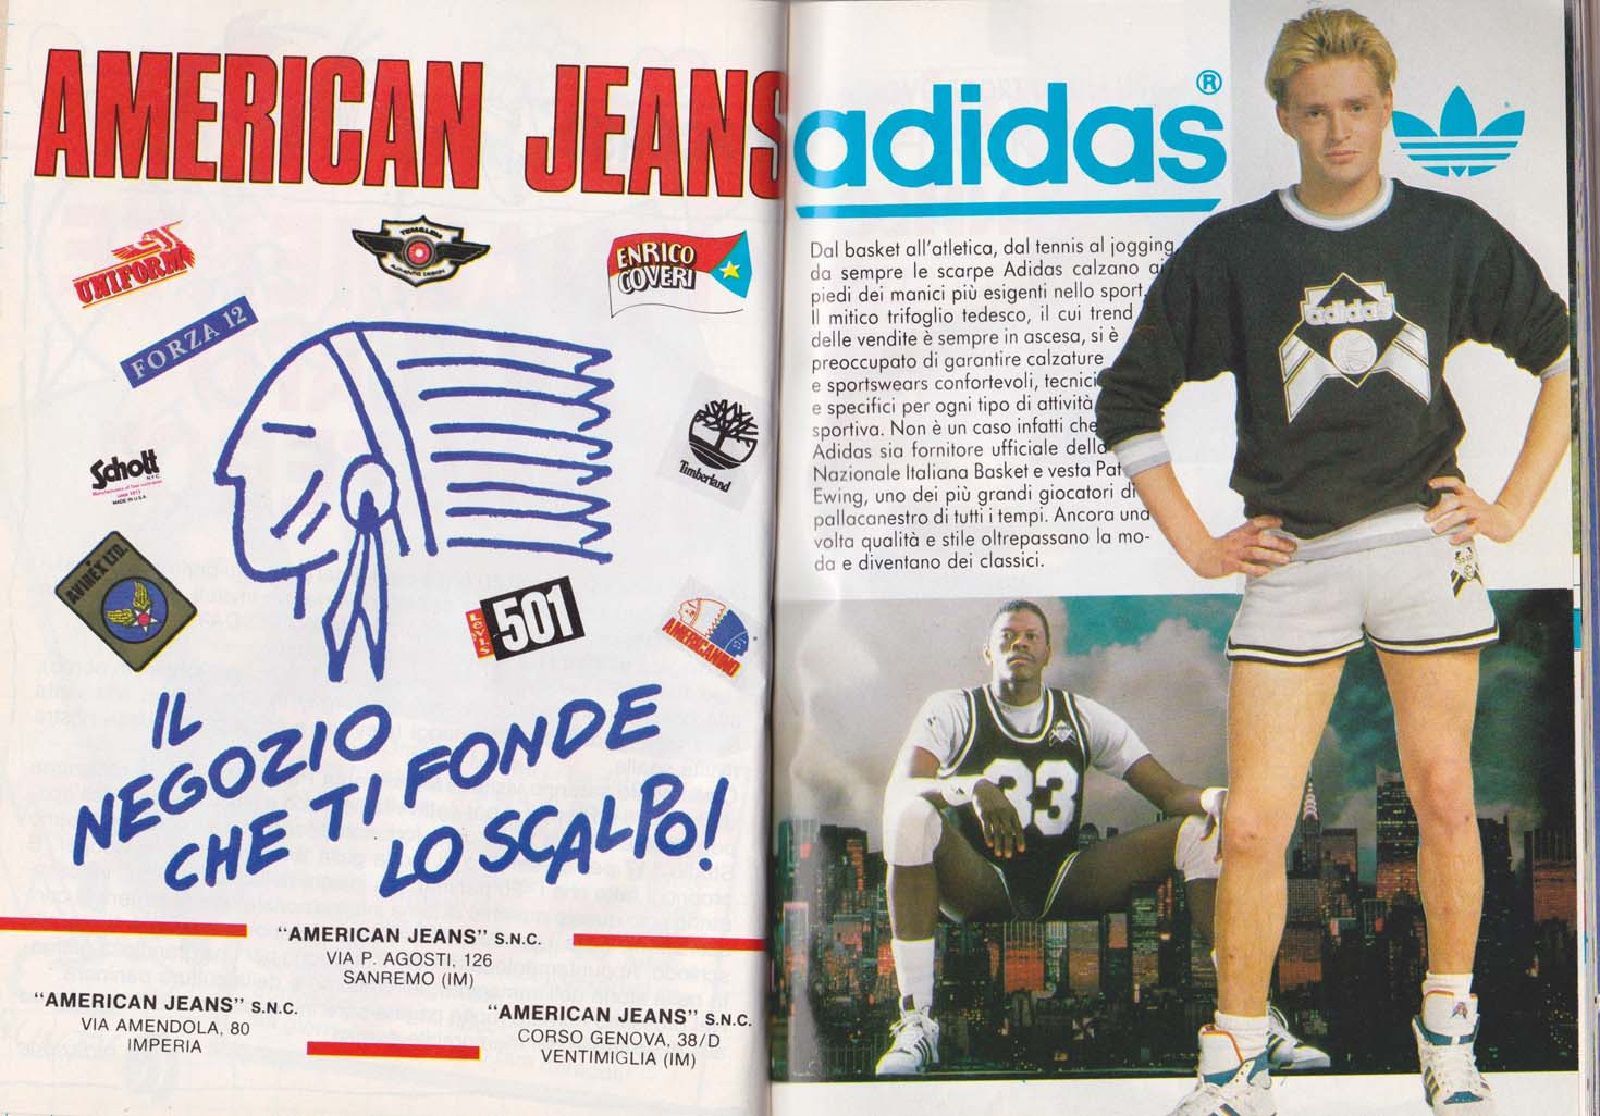 AMERICAN JEANS
UNIFORM
AUTHENTIC DESIGN
ENRICO
COVERI
FORZA 12
Schott
N.Y.C.
MADE IN U.S.A.
Timberland
AVIREX LTD.
LEVI'S
501
AMERICANINO
IL
NEGOZIO
CHE TI FONDE
LO SCALPO!
"AMERICAN JEANS" S.N.C.
VIA P. AGOSTI, 126
SANREMO (IM)
"AMERICAN JEANS" S.N.C.
VIA AMENDOLA, 80
IMPERIA
"AMERICAN JEANS" S.N.C.
CORSO GENOVA, 38/D
VENTIMIGLIA (IM)
adidas®
Dal basket all'atletica, dal tennis al jogging
da sempre le scarpe Adidas calzano ai
piedi dei manici più esigenti nello sport.
Il mitico trifoglio tedesco, il cui trend
delle vendite è sempre in ascesa, si è
preoccupato di garantire calzature
e sportswears confortevoli, tecnici
e specifici per ogni tipo di attività
sportiva. Non è un caso infatti che
Adidas sia fornitore ufficiale della
Nazionale Italiana Basket e vesta Pat
Ewing, uno dei più grandi giocatori di
pallacanestro di tutti i tempi. Ancora una
volta qualità e stile oltrepassano la mo-
da e diventano dei classici.
adidas
33